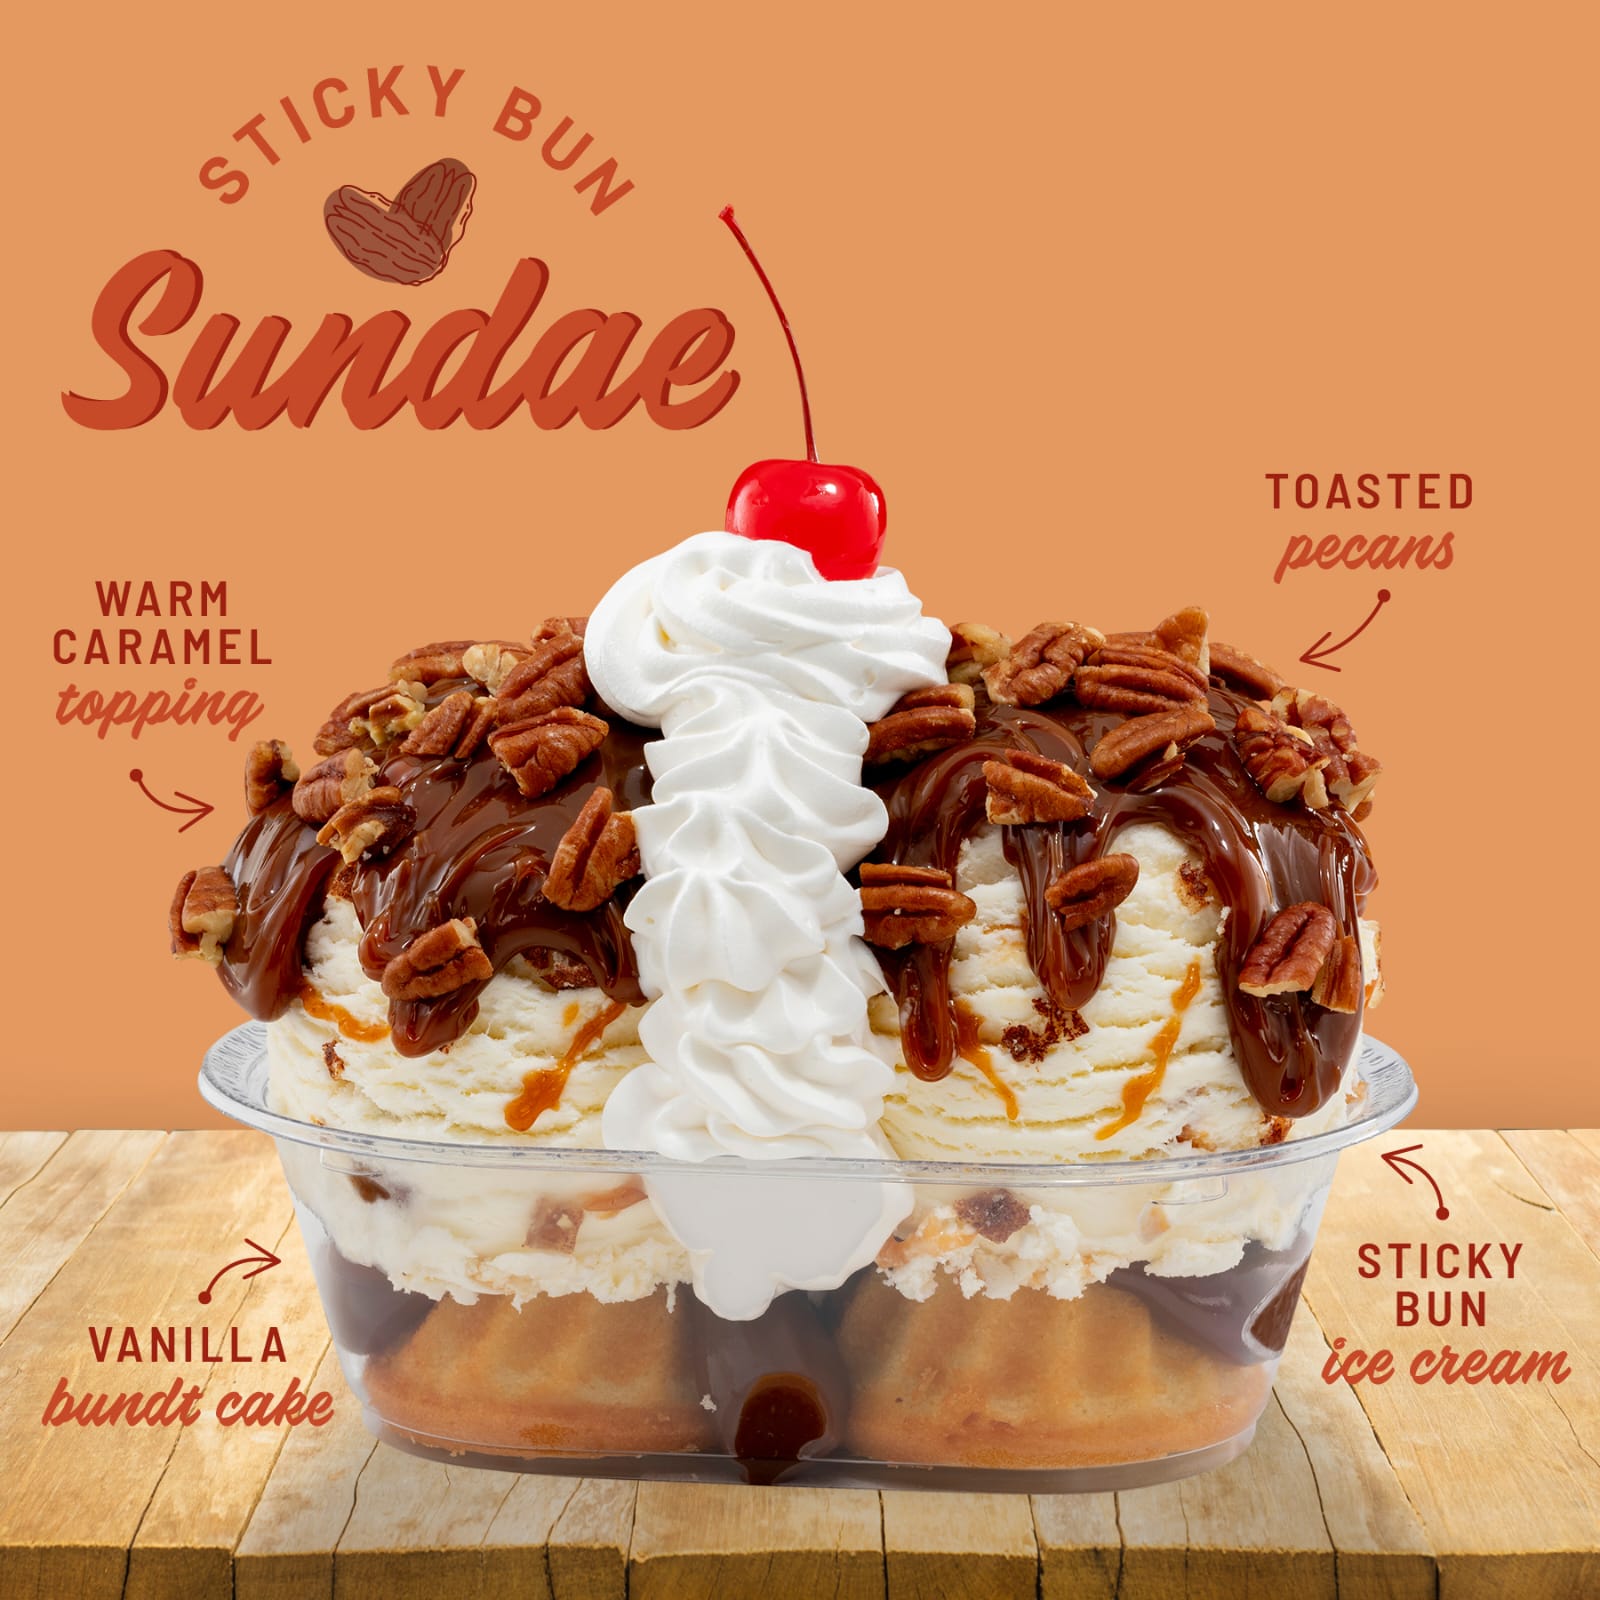 STICKY BUN
Sundae
TOASTED
pecans
WARM
CARAMEL
topping
STICKY
BUN
ice cream
VANILLA
bundt cake